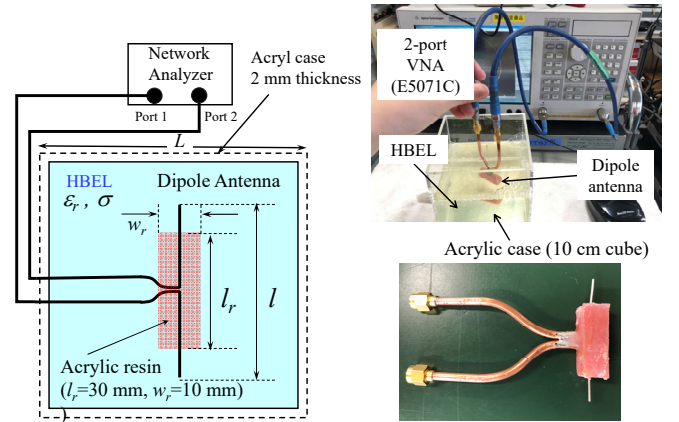 Network
Analyzer
Port 1
Port 2
Acryl case
2 mm thickness
L
HBEL
εr , σ
Dipole Antenna
wr
lr
l
Acrylic resin
(lr=30 mm, wr=10 mm)
)
2-port
VNA
(E5071C)
HBEL
Dipole
antenna
Acrylic case (10 cm cube)